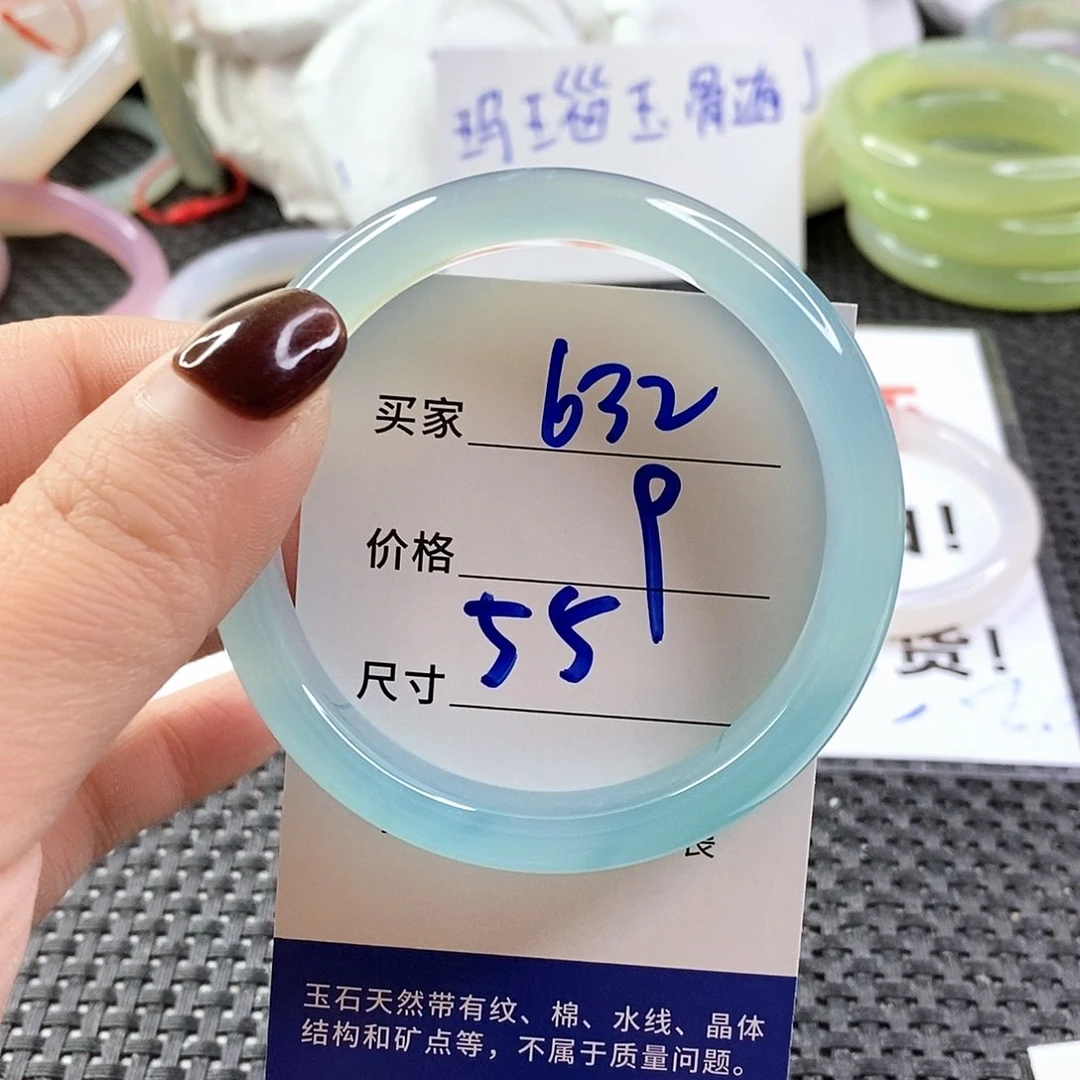 玛瑙玉骨髓
买家 632
价格 9
尺寸 55
货!
玉石天然带有纹、棉、水线、晶体
结构和矿点等，不属于质量问题。